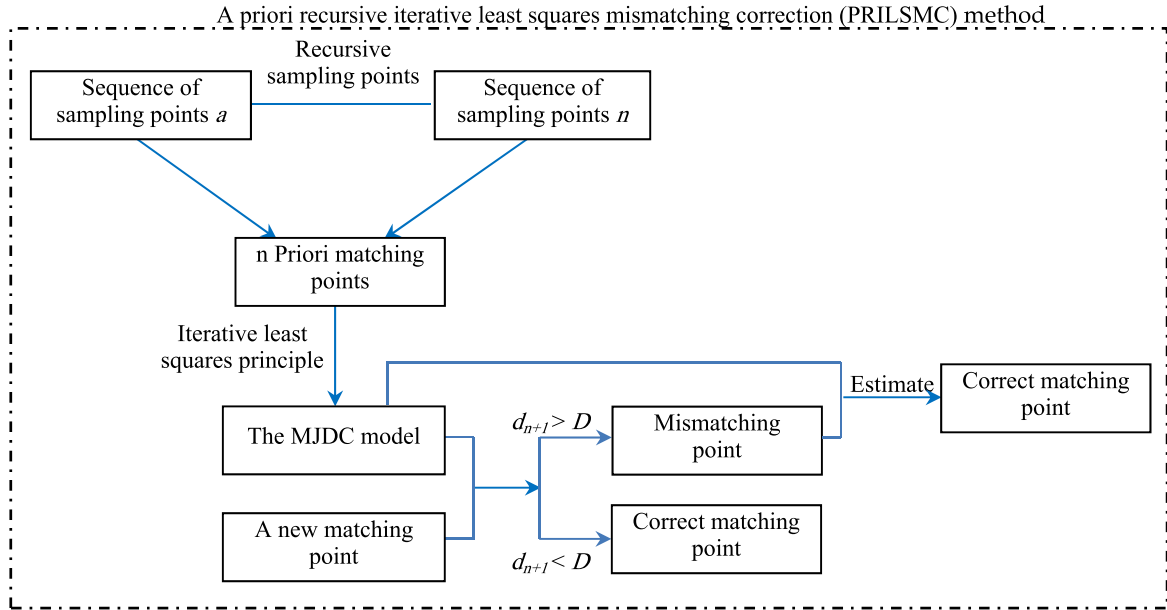 A priori recursive iterative least squares mismatching correction (PRILSMC) method
Recursive
sampling points
Sequence of
sampling points a
Sequence of
sampling points n
n Priori matching
points
Iterative least
squares principle
The MJDC model
A new matching
point
dn+1 > D
dn+1 < D
Mismatching
point
Correct matching
point
Estimate
Correct matching
point